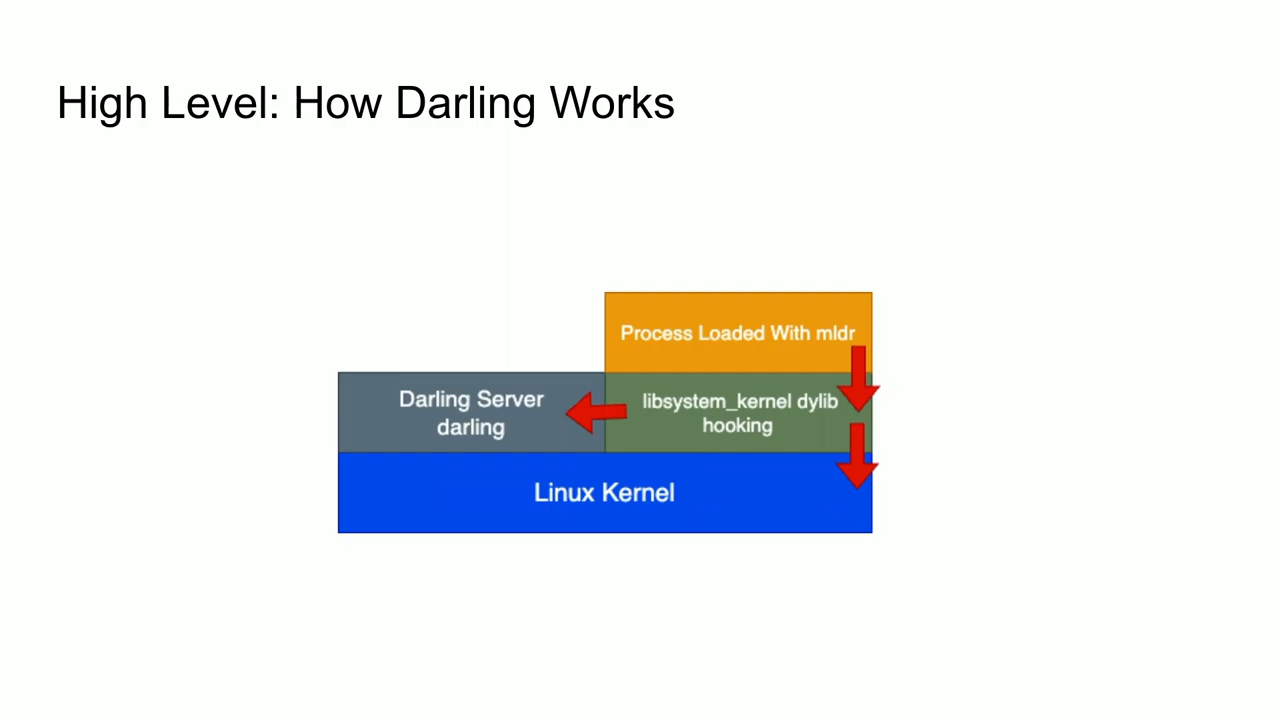 High Level: How Darling Works
Process Loaded With mldr
Darling Server
darling
libsystem_kernel dylib
hooking
Linux Kernel